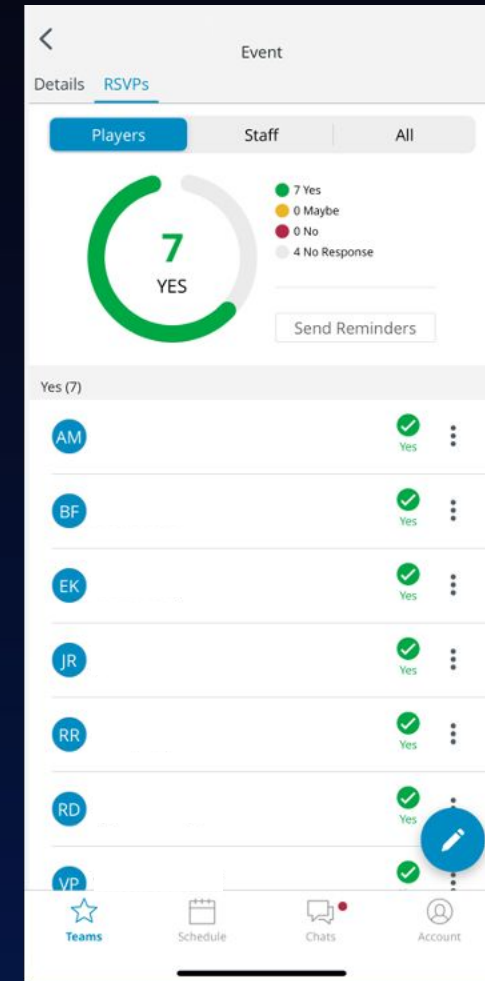 Event
Details RSVPs
Players Staff All
7
YES
7 Yes
0 Maybe
0 No
4 No Response
Send Reminders
Yes (7)
AM Yes
BF Yes
EK Yes
JR Yes
RR Yes
RD Yes
VP
Teams Schedule Chats Account